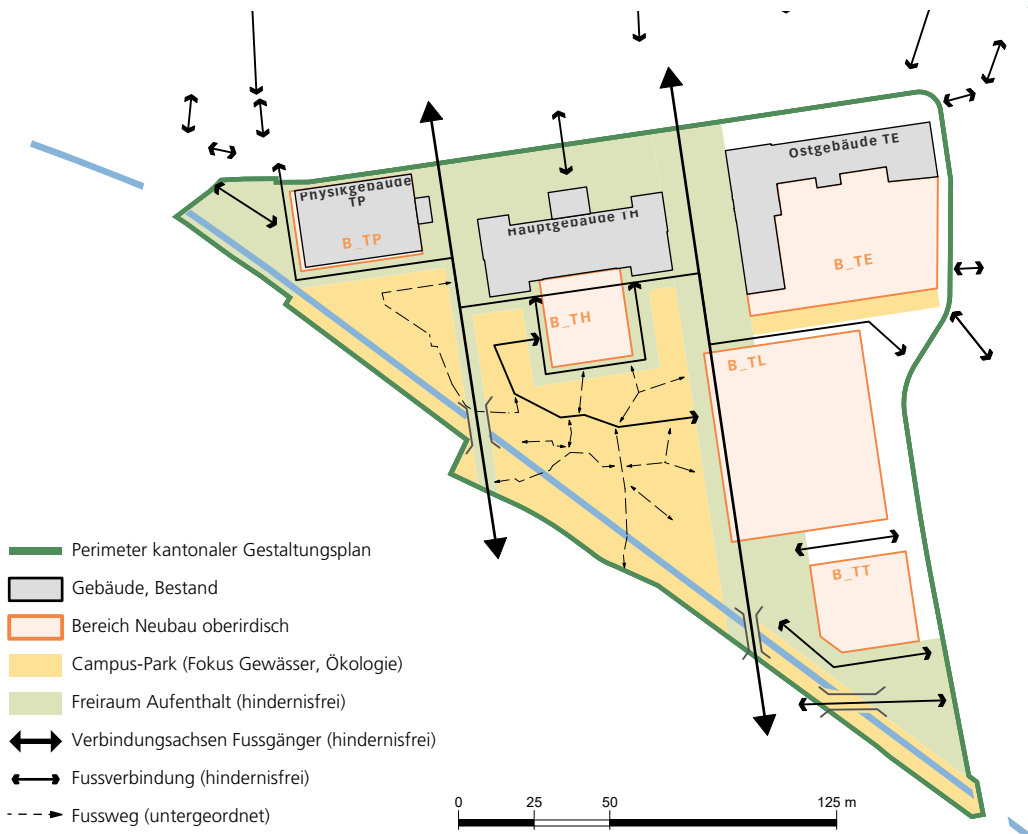 Ostgebäude TE
Physikgebäude
TP
Hauptgebäude TH
B_TP
B_TE
B_TH
B_TL
B_TT
Perimeter kantonaler Gestaltungsplan
Gebäude, Bestand
Bereich Neubau oberirdisch
Campus-Park (Fokus Gewässer, Ökologie)
Freiraum Aufenthalt (hindernisfrei)
Verbindungsachsen Fussgänger (hindernisfrei)
Fussverbindung (hindernisfrei)
Fussweg (untergeordnet)
0 25 50 125 m